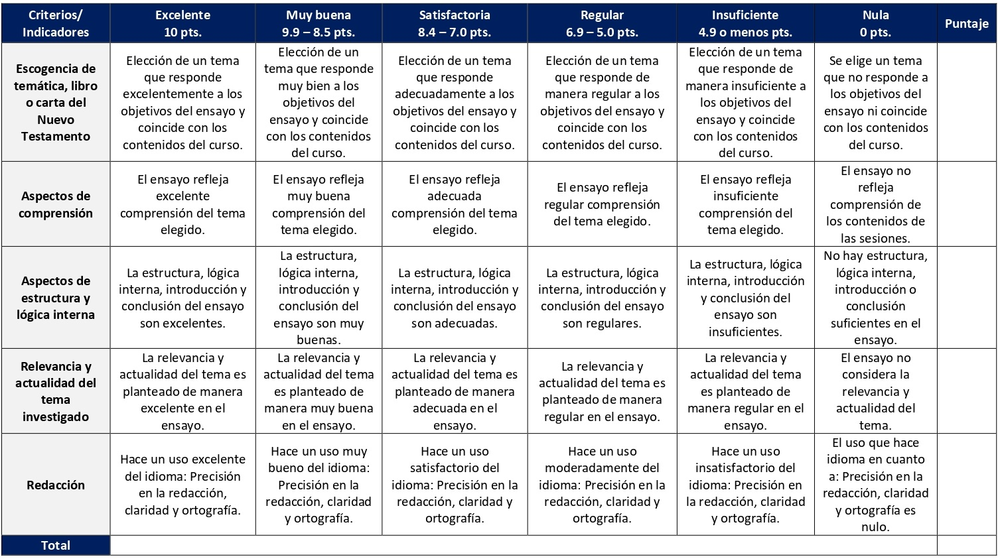 Criterios/
Indicadores
Excelente
10 pts.
Muy buena
9.9 – 8.5 pts.
Satisfactoria
8.4 – 7.0 pts.
Regular
6.9 – 5.0 pts.
Insuficiente
4.9 o menos pts.
Nula
0 pts.
Puntaje
Escogencia de
temática, libro
o carta del
Nuevo
Testamento
Elección de un tema
que responde
excelentemente a los
objetivos del ensayo y
coincide con los
contenidos del curso.
Elección de un
tema que responde
muy bien a los
objetivos del
ensayo y coincide
con los contenidos
del curso.
Elección de un tema
que responde
adecuadamente a los
objetivos del ensayo y
coincide con los
contenidos del curso.
Elección de un tema
que responde de
manera regular a los
objetivos del ensayo y
coincide con los
contenidos del curso.
Elección de un tema
que responde de
manera insuficiente a
los objetivos del
ensayo y coincide
con los contenidos
del curso.
Se elige un tema
que no responde a
los objetivos del
ensayo ni coincide
con los contenidos
del curso.
Aspectos de
comprensión
El ensayo refleja
excelente
comprensión del tema
elegido.
El ensayo refleja
muy buena
comprensión del
tema elegido.
El ensayo refleja
adecuada
comprensión del tema
elegido.
El ensayo refleja
regular comprensión
del tema elegido.
El ensayo refleja
insuficiente
comprensión del
tema elegido.
El ensayo no
refleja
comprensión de
los contenidos de
las sesiones.
Aspectos de
estructura y
lógica interna
La estructura, lógica
interna, introducción y
conclusión del ensayo
son excelentes.
La estructura,
lógica interna,
introducción y
conclusión del
ensayo son muy
buenas.
La estructura, lógica
interna, introducción y
conclusión del ensayo
son adecuadas.
La estructura, lógica
interna, introducción y
conclusión del ensayo
son regulares.
La estructura, lógica
interna, introducción
y conclusión del
ensayo son
insuficientes.
No hay estructura,
lógica interna,
introducción o
conclusión
suficientes en el
ensayo.
Relevancia y
actualidad del
tema
investigado
La relevancia y
actualidad del tema es
planteado de manera
excelente en el
ensayo.
La relevancia y
actualidad del tema
es planteado de
manera muy buena
en el ensayo.
La relevancia y
actualidad del tema es
planteado de manera
adecuada en el
ensayo.
La relevancia y
actualidad del tema es
planteado de manera
regular en el ensayo.
La relevancia y
actualidad del tema
es planteado de
manera regular en el
ensayo.
El ensayo no
considera la
relevancia y
actualidad del
tema.
Redacción
Hace un uso excelente
del idioma: Precisión
en la redacción,
claridad y ortografía.
Hace un uso muy
bueno del idioma:
Precisión en la
redacción, claridad
y ortografía.
Hace un uso
satisfactorio del
idioma: Precisión en la
redacción, claridad y
ortografía.
Hace un uso
moderadamente del
idioma: Precisión en la
redacción, claridad y
ortografía.
Hace un uso
insatisfactorio del
idioma: Precisión en
la redacción, claridad
y ortografía.
El uso que hace
idioma en cuanto
a: Precisión en la
redacción, claridad
y ortografía es
nulo.
Total